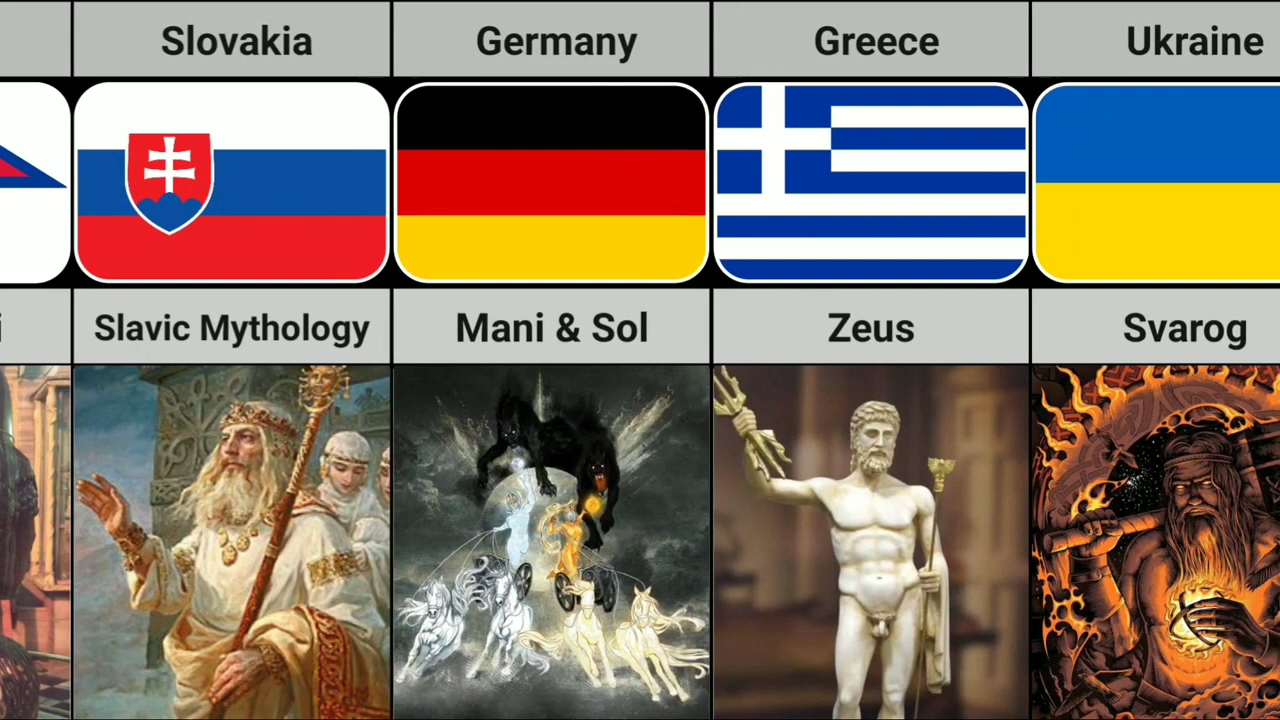 Slovakia
Germany
Greece
Ukraine
Slavic Mythology
Mani & Sol
Zeus
Svarog